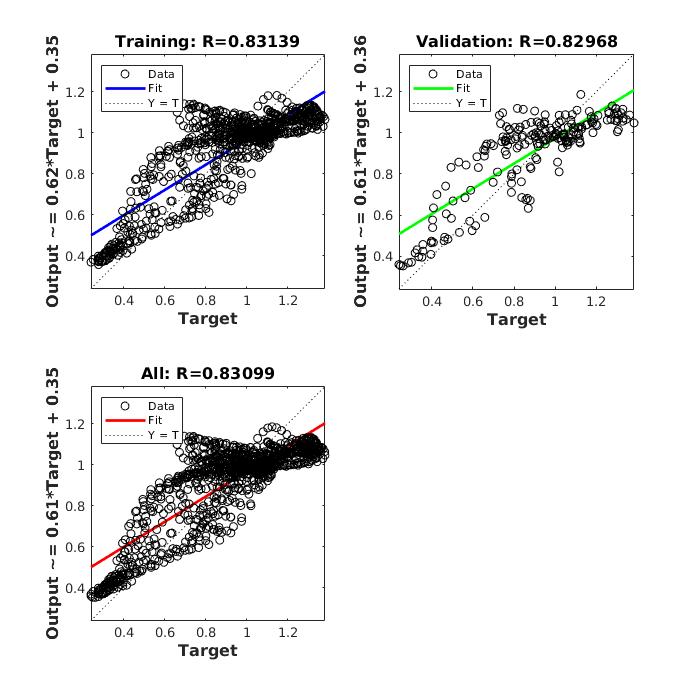 Training: R=0.83139
Output ~= 0.62*Target + 0.35
Data
Fit
Y = T
1.2
1
0.8
0.6
0.4
0.4 0.6 0.8 1 1.2
Target
Validation: R=0.82968
Output ~= 0.61*Target + 0.36
Data
Fit
Y = T
1.2
1
0.8
0.6
0.4
0.4 0.6 0.8 1 1.2
Target
All: R=0.83099
Output ~= 0.61*Target + 0.35
Data
Fit
Y = T
1.2
1
0.8
0.6
0.4
0.4 0.6 0.8 1 1.2
Target